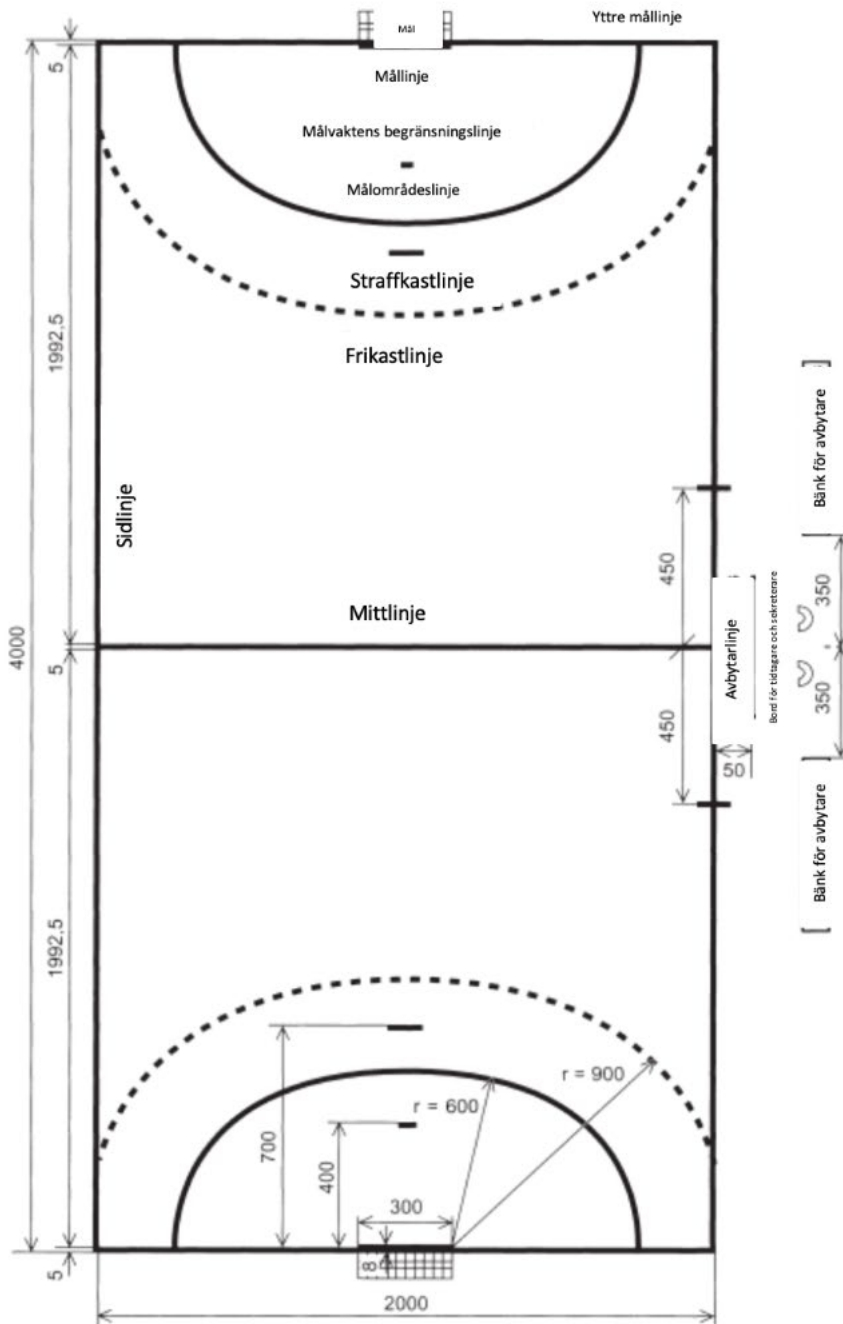 Mål
Yttre mållinje
5
Mållinje
Målvaktens begränsningslinje
Målområdeslinje
Straffkastlinje
Frikastlinje
1992,5
Bänk för avbytare
Sidlinje
450
350
Mittlinje
4000
5
Avbytarlinje
Bord för tidtagare och sekreterare
450
350
50
Bänk för avbytare
1992,5
r = 900
r = 600
700
400
300
8
5
2000